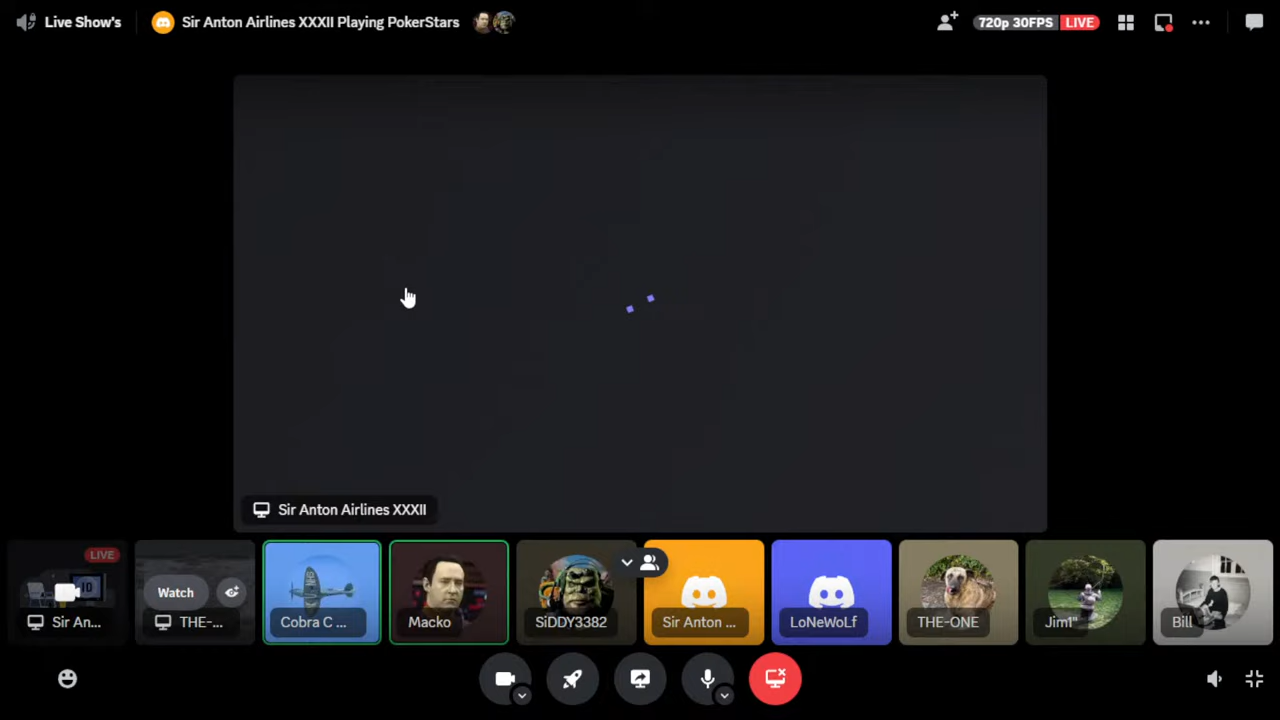 Live Show's
Sir Anton Airlines XXXII Playing PokerStars
720p 30FPS
LIVE
Sir Anton Airlines XXXII
LIVE
Watch
Sir An...
THE-...
Cobra C ...
Macko
SiDDY3382
Sir Anton ...
LoNeWoLf
THE-ONE
Jim1"
Bill